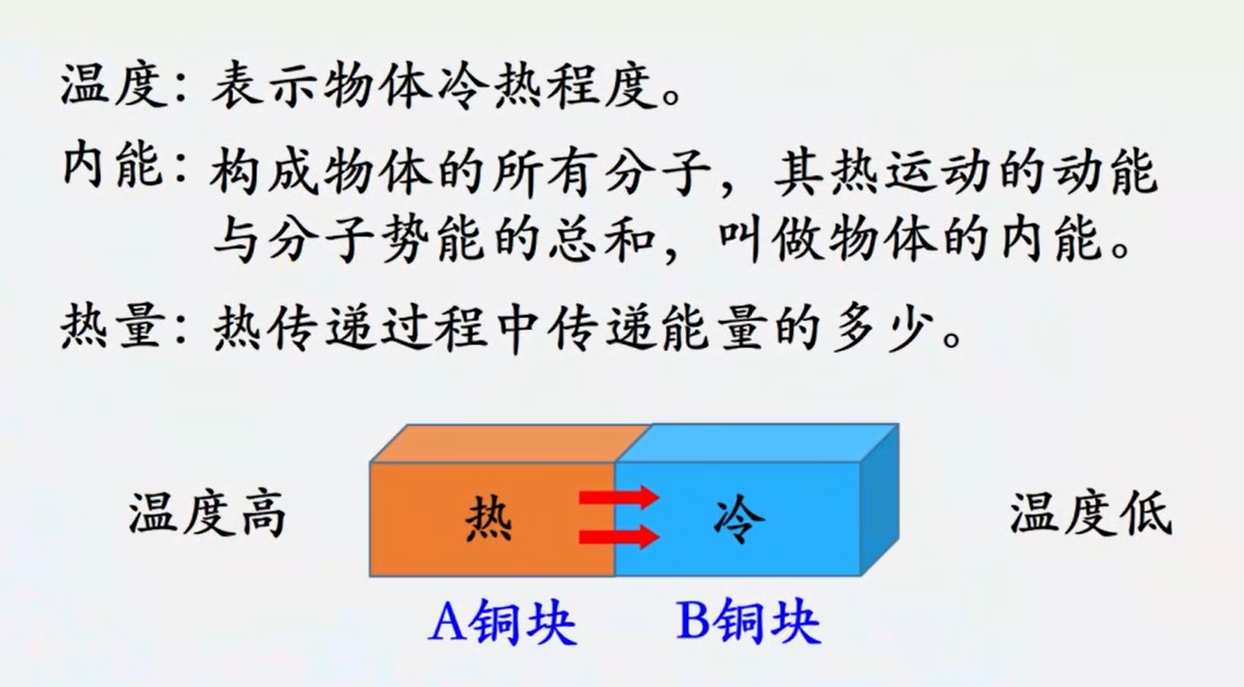 温度：表示物体冷热程度。
内能：构成物体的所有分子，其热运动的动能
与分子势能的总和，叫做物体的内能。
热量：热传递过程中传递能量的多少。
温度高 热 冷 温度低
A铜块 B铜块